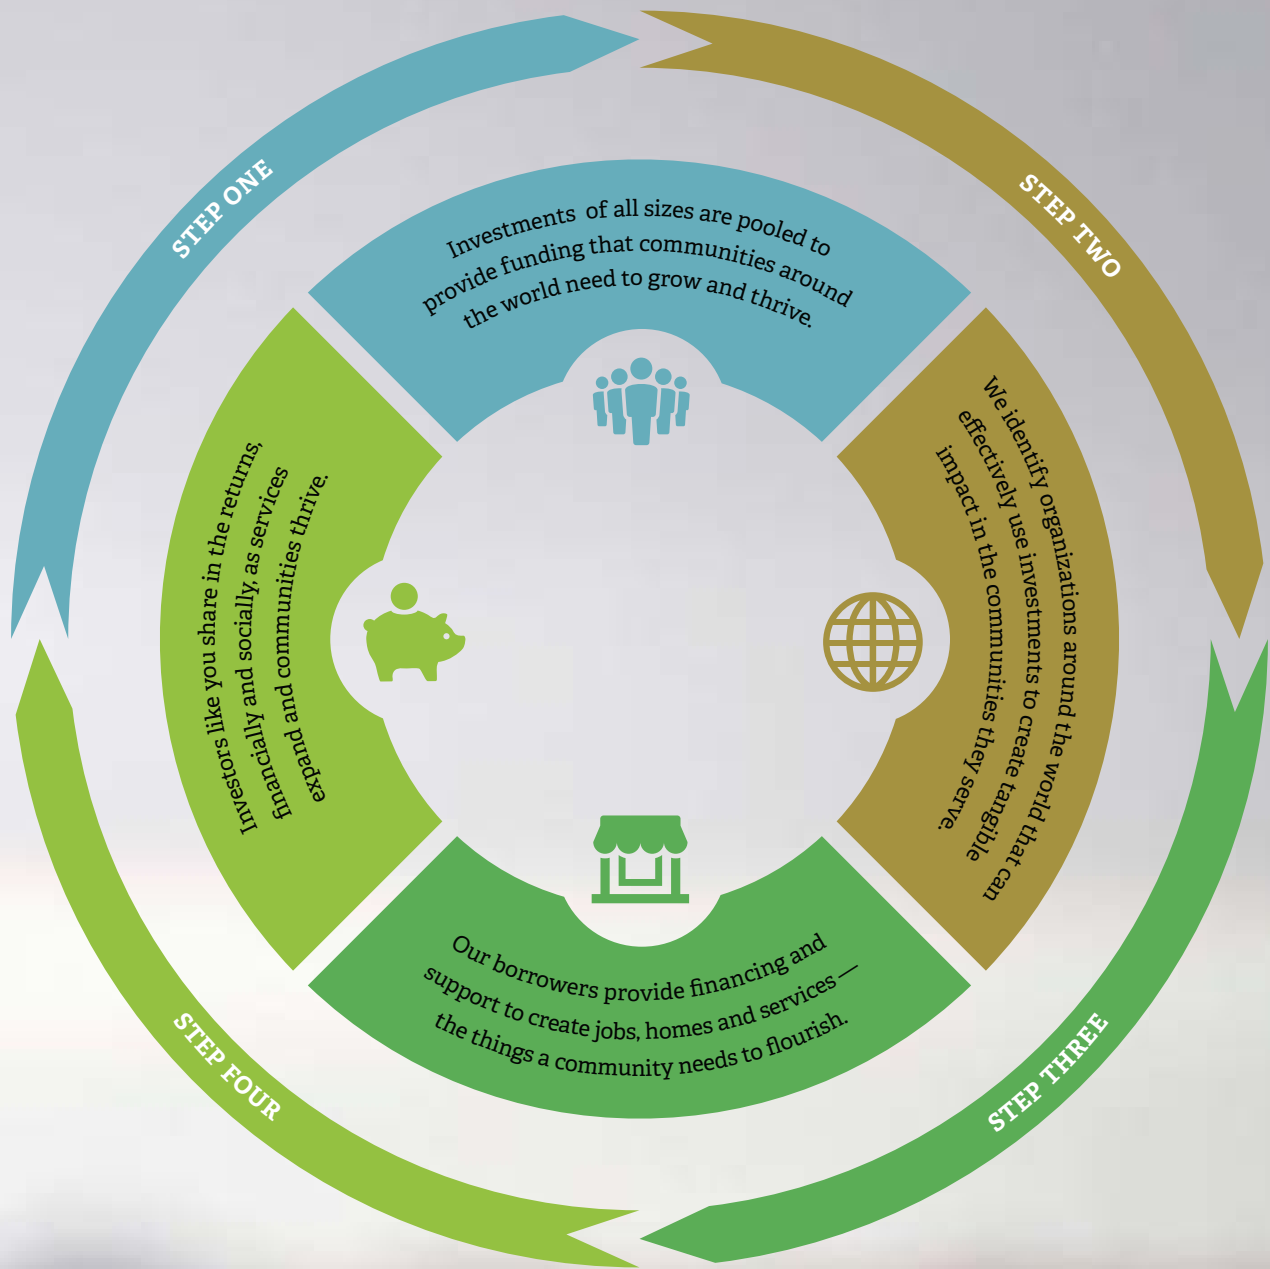 STEP ONE
Investments of all sizes are pooled to
provide funding that communities around
the world need to grow and thrive.
STEP TWO
We identify organizations around the world that can
effectively use investments to create tangible
impact in the communities they serve.
STEP THREE
Our borrowers provide financing and
support to create jobs, homes and services —
the things a community needs to flourish.
STEP FOUR
Investors like you share in the returns,
financially and socially, as services
expand and communities thrive.